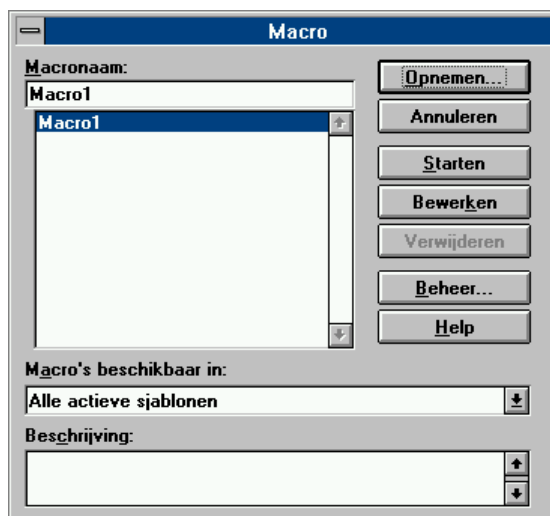 Macro
Macronaam:
Macro1
Macro1
Opnemen...
Annuleren
Starten
Bewerken
Verwijderen
Beheer...
Help
Macro's beschikbaar in:
Alle actieve sjablonen
Beschrijving: